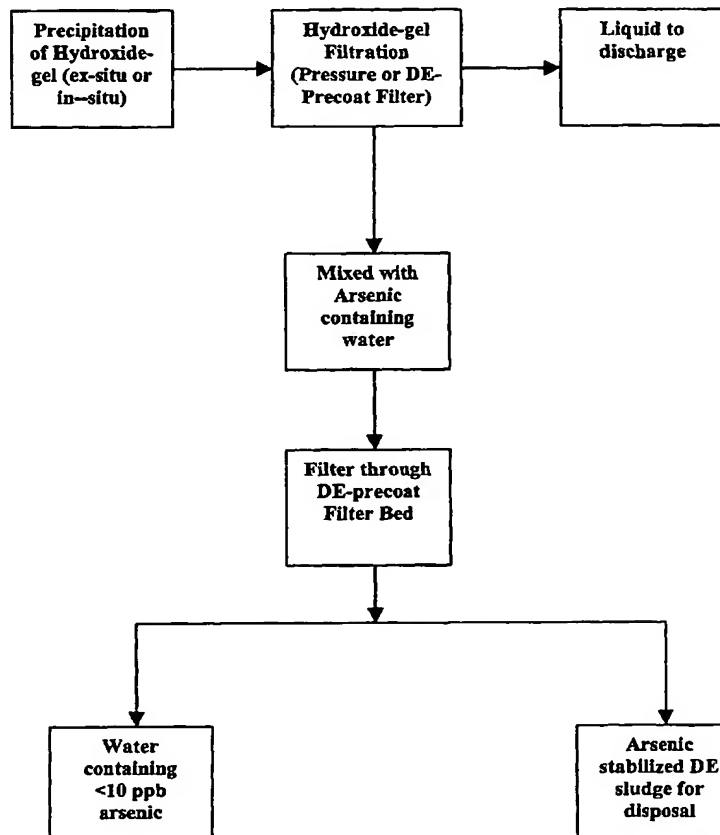 Precipitation
of Hydroxide-
gel (ex-situ or
in--situ)
Hydroxide-gel
Filtration
(Pressure or DE-
Precoat Filter)
Liquid to
discharge
Mixed with
Arsenic
containing
water
Filter through
DE-precoat
Filter Bed
Water
containing
<10 ppb
arsenic
Arsenic
stabilized DE
sludge for
disposal